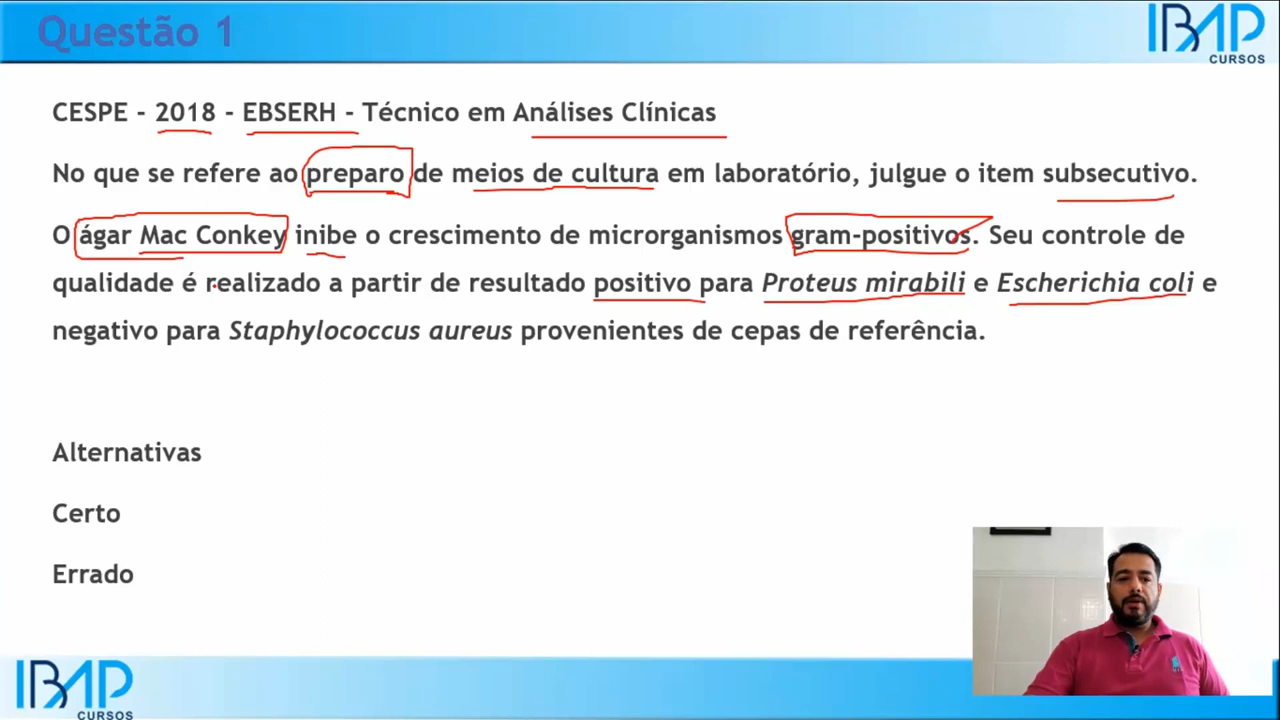 Questão 1
IBAP
CURSOS
CESPE - 2018 - EBSERH - Técnico em Análises Clínicas
No que se refere ao preparo de meios de cultura em laboratório, julgue o item subsecutivo.
O ágar Mac Conkey inibe o crescimento de microrganismos gram-positivos. Seu controle de
qualidade é realizado a partir de resultado positivo para Proteus mirabili e Escherichia coli e
negativo para Staphylococcus aureus provenientes de cepas de referência.
Alternativas
Certo
Errado
IBAP
CURSOS